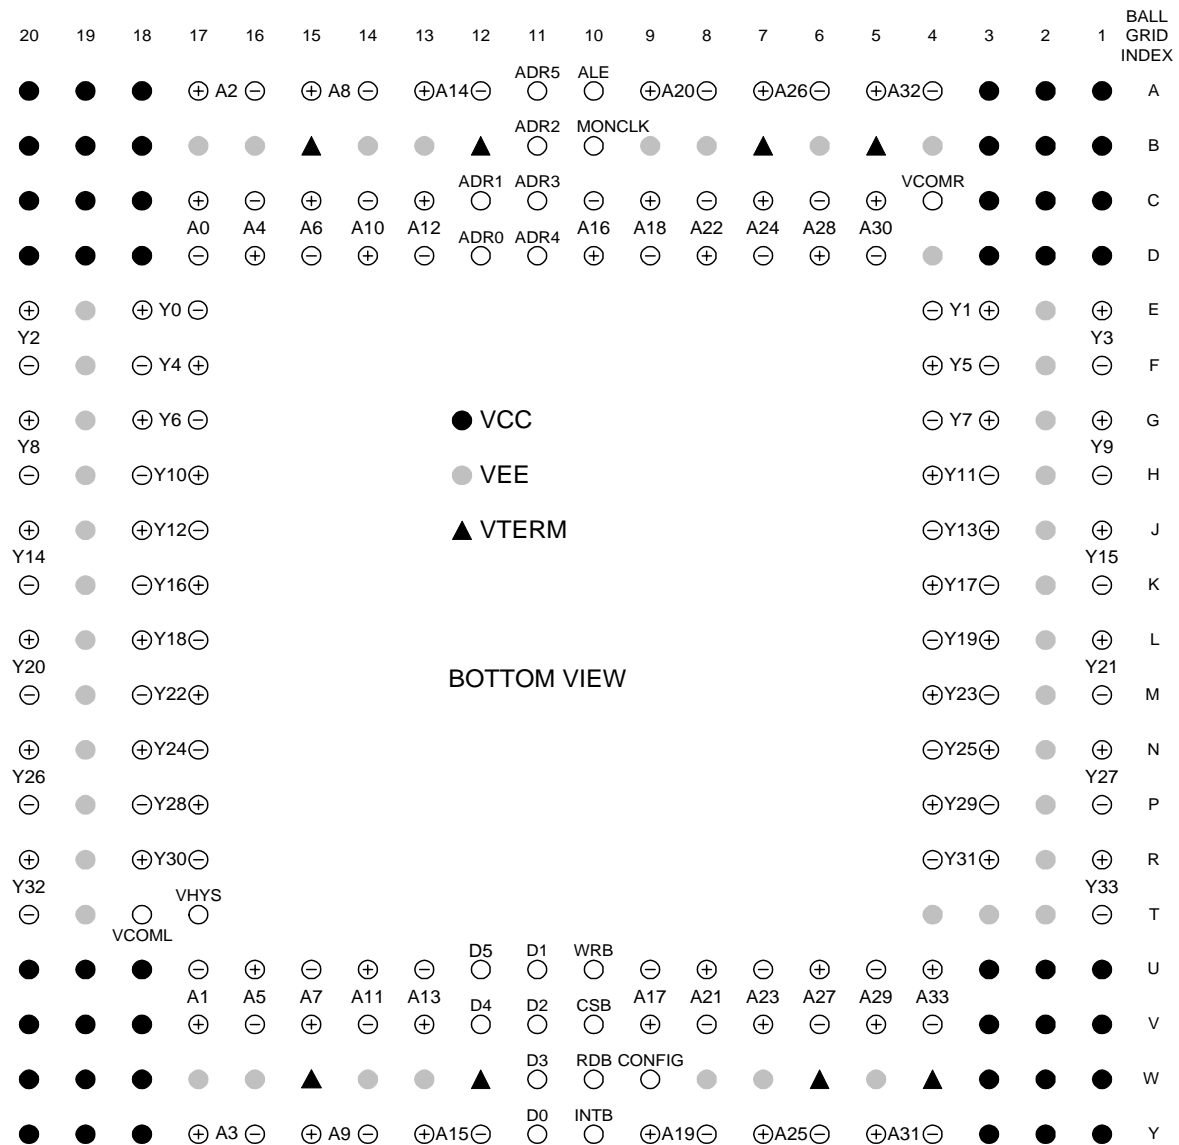 BALL
20 19 18 17 16 15 14 13 12 11 10 9 8 7 6 5 4 3 2 1 GRID
INDEX
ADR5 ALE
A2 A8 A14 A20 A26 A32 A
ADR2 MONCLK
B
ADR1 ADR3 VCOMR
C
A0 A4 A6 A10 A12 ADR0 ADR4 A16 A18 A22 A24 A28 A30
D
Y0 Y1 E
Y2 Y3
Y4 Y5 F
Y6 VCC Y7 G
Y8 Y9
Y10 VEE Y11 H
Y12 VTERM Y13 J
Y14 Y15
Y16 Y17 K
Y18 Y19 L
Y20 BOTTOM VIEW Y21
Y22 Y23 M
Y24 Y25 N
Y26 Y27
Y28 Y29 P
Y30 Y31 R
Y32 VHYS Y33
T
VCOML
D5 D1 WRB
U
A1 A5 A7 A11 A13 D4 D2 CSB A17 A21 A23 A27 A29 A33
V
D3 RDB CONFIG
W
D0 INTB
A3 A9 A15 A19 A25 A31 Y